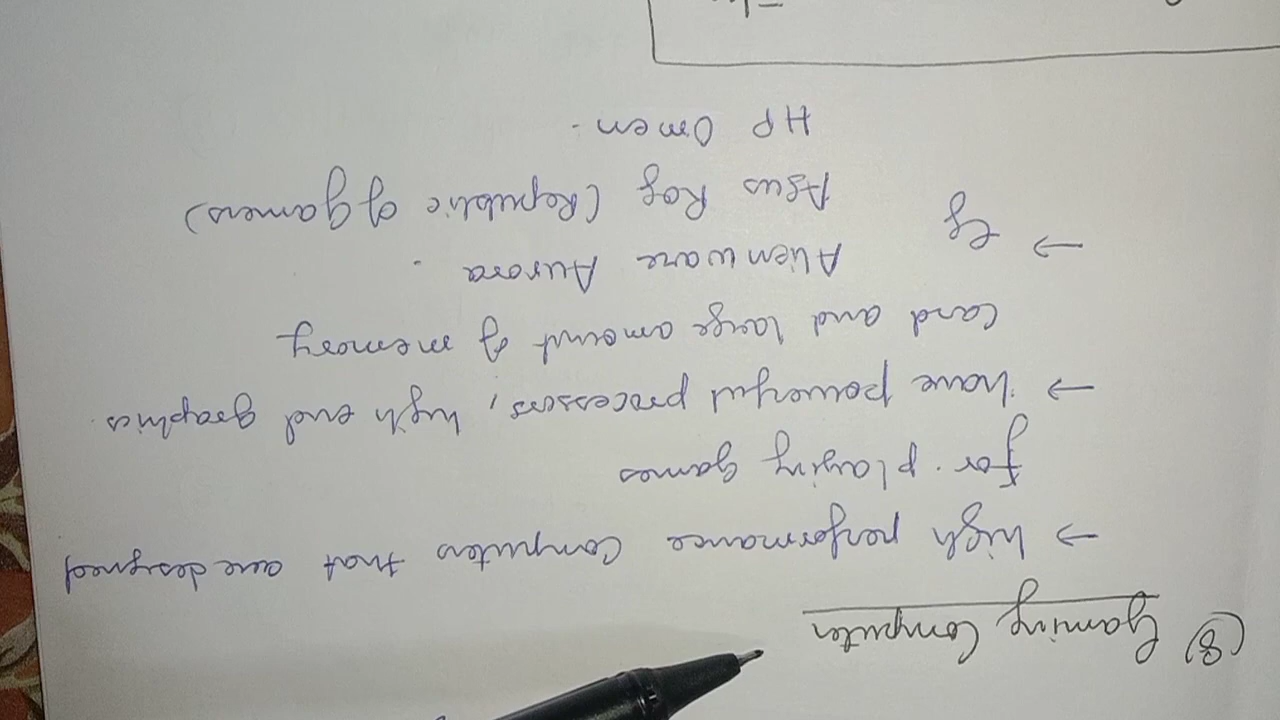 (8) Gaming Computer
→ high performance Computers that are designed
for playing games
→ have powerful processors, high end graphics
card and large amount of memory
→ Eg Alienware Aurora.
Asus Rog (Republic of gamers)
HP Omen.